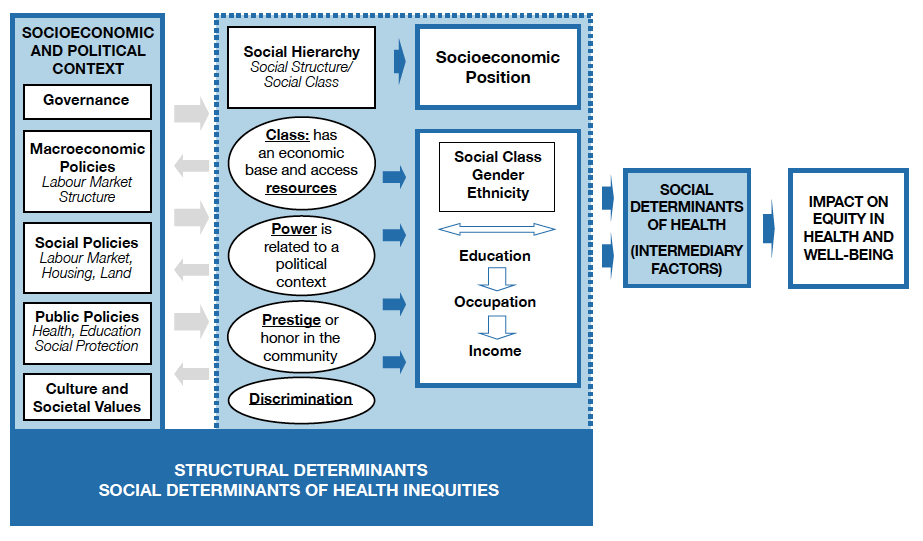 SOCIOECONOMIC
AND POLITICAL
CONTEXT
Governance
Macroeconomic
Policies
Labour Market
Structure
Social Policies
Labour Market,
Housing, Land
Public Policies
Health, Education
Social Protection
Culture and
Societal Values
Social Hierarchy
Social Structure/
Social Class
Class: has
an economic
base and access
resources
Power is
related to a
political
context
Prestige or
honor in the
community
Discrimination
Socioeconomic
Position
Social Class
Gender
Ethnicity
Education
Occupation
Income
SOCIAL
DETERMINANTS
OF HEALTH
(INTERMEDIARY
FACTORS)
IMPACT ON
EQUITY IN
HEALTH AND
WELL-BEING
STRUCTURAL DETERMINANTS
SOCIAL DETERMINANTS OF HEALTH INEQUITIES